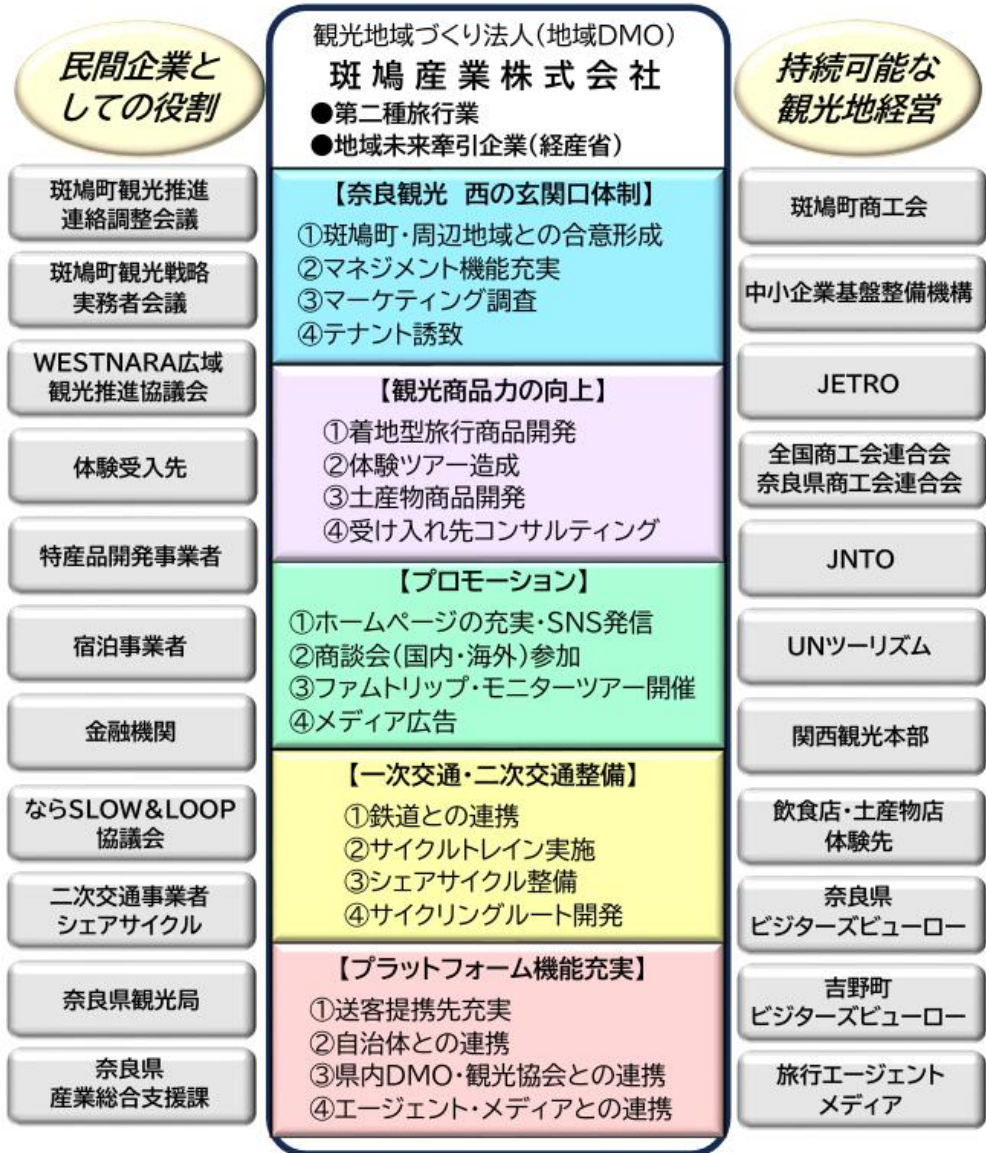 民間企業と
しての役割
斑鳩町観光推進
連絡調整会議
斑鳩町観光戦略
実務者会議
WESTNARA広域
観光推進協議会
体験受入先
特産品開発事業者
宿泊事業者
金融機関
ならSLOW&LOOP
協議会
二次交通事業者
シェアサイクル
奈良県観光局
奈良県
産業総合支援課
観光地域づくり法人(地域DMO)
斑鳩産業株式会社
●第二種旅行業
●地域未来牽引企業(経産省)
【奈良観光 西の玄関口体制】
①斑鳩町・周辺地域との合意形成
②マネジメント機能充実
③マーケティング調査
④テナント誘致
【観光商品力の向上】
①着地型旅行商品開発
②体験ツアー造成
③土産物商品開発
④受け入れ先コンサルティング
【プロモーション】
①ホームページの充実・SNS発信
②商談会(国内・海外)参加
③ファムトリップ・モニターツアー開催
④メディア広告
【一次交通・二次交通整備】
①鉄道との連携
②サイクルトレイン実施
③シェアサイクル整備
④サイクリングルート開発
【プラットフォーム機能充実】
①送客提携先充実
②自治体との連携
③県内DMO・観光協会との連携
④エージェント・メディアとの連携
持続可能な
観光地経営
斑鳩町商工会
中小企業基盤整備機構
JETRO
全国商工会連合会
奈良県商工会連合会
JNTO
UNツーリズム
関西観光本部
飲食店・土産物店
体験先
奈良県
ビジターズビューロー
吉野町
ビジターズビューロー
旅行エージェント
メディア